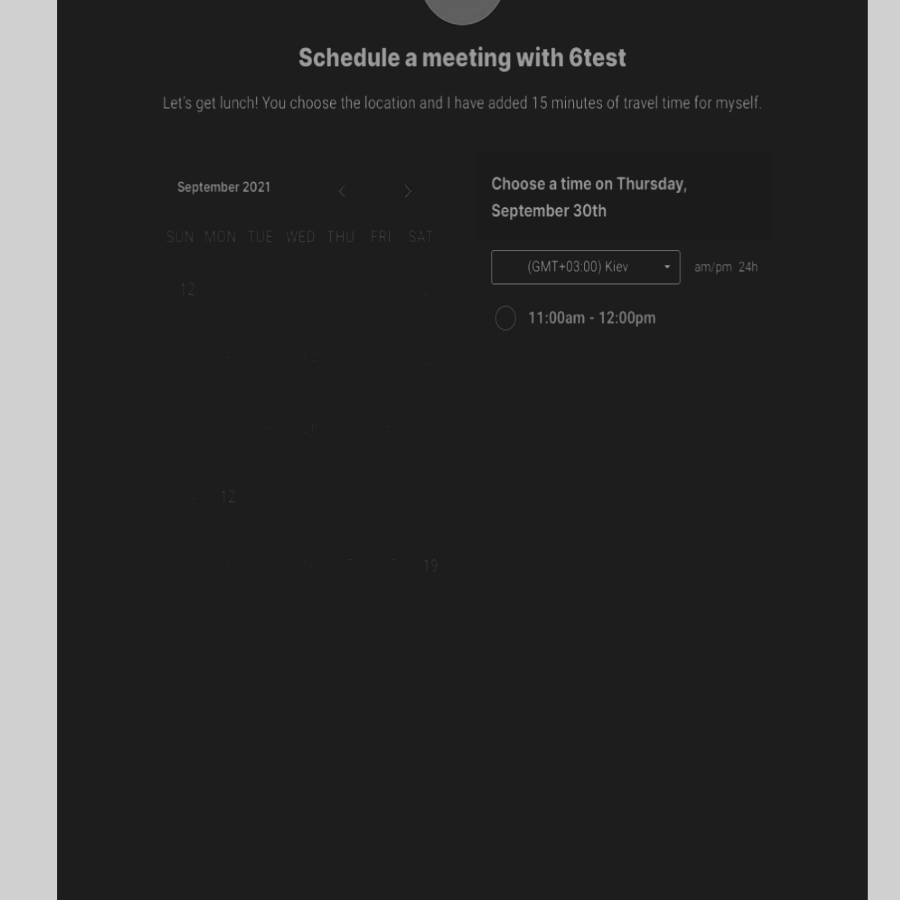 Schedule a meeting with 6test
Let's get lunch! You choose the location and I have added 15 minutes of travel time for myself.
September 2021
SUN MON TUE WED THU FRI SAT
12
12
19
Choose a time on Thursday,
September 30th
(GMT+03:00) Kiev
am/pm 24h
11:00am - 12:00pm